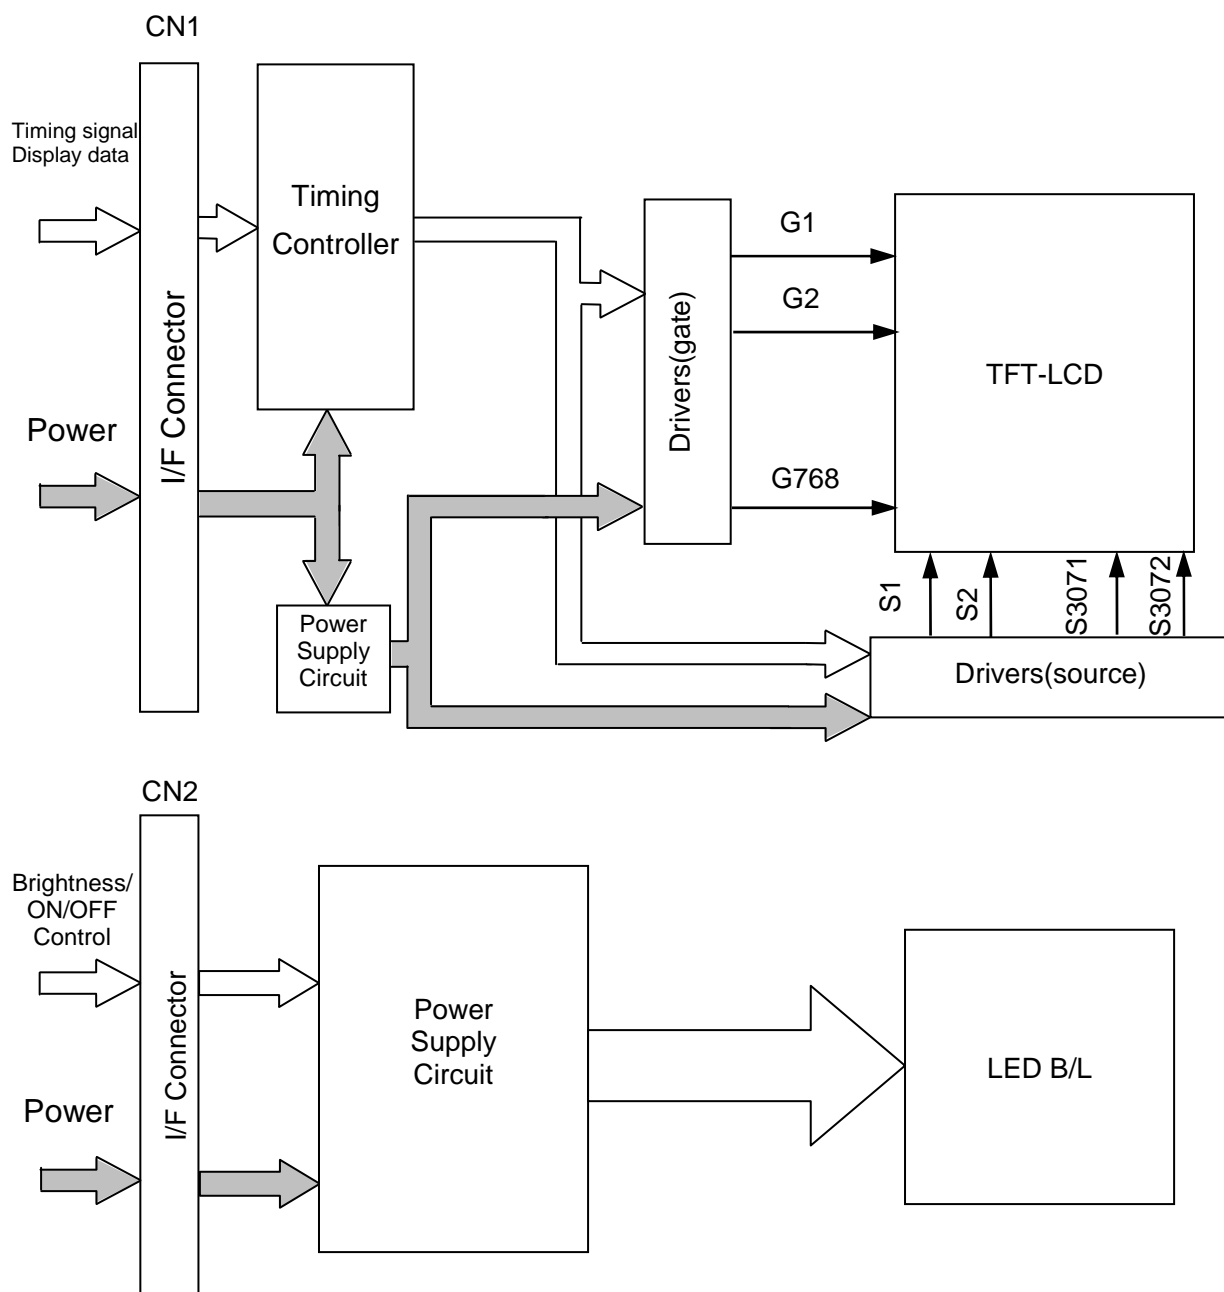 CN1
Timing signal
Display data
I/F Connector
Power
Timing
Controller
Power
Supply
Circuit
Drivers(gate)
G1
G2
G768
TFT-LCD
S1
S2
S3071
S3072
Drivers(source)
CN2
Brightness/
ON/OFF
Control
I/F Connector
Power
Power
Supply
Circuit
LED B/L